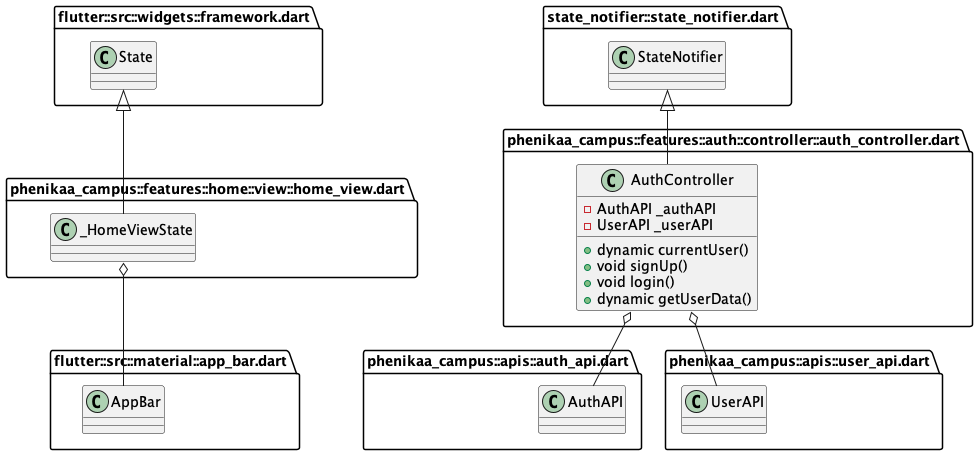 flutter::src::widgets::framework.dart
C State
state_notifier::state_notifier.dart
C StateNotifier
phenikaa_campus::features::home::view::home_view.dart
C _HomeViewState
phenikaa_campus::features::auth::controller::auth_controller.dart
C AuthController
AuthAPI _authAPI
UserAPI _userAPI
dynamic currentUser()
void signUp()
void login()
dynamic getUserData()
flutter::src::material::app_bar.dart
C AppBar
phenikaa_campus::apis::auth_api.dart
C AuthAPI
phenikaa_campus::apis::user_api.dart
C UserAPI